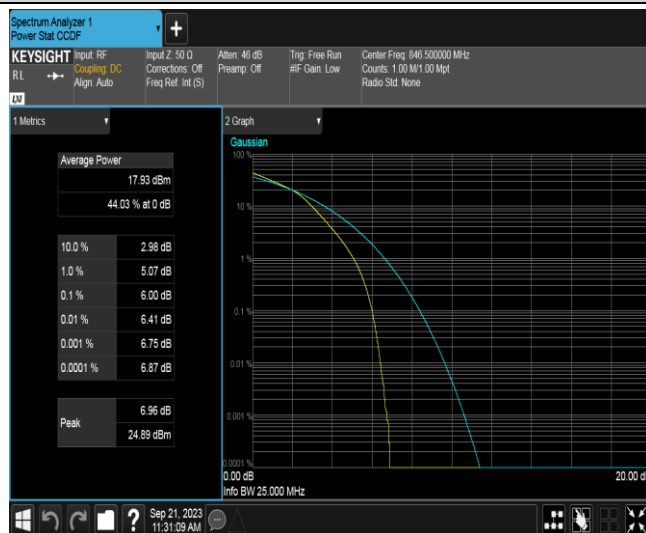 Spectrum Analyzer 1
Power Stat CCDF
+
KEYSIGHT
RL
LXI
Input: RF
Coupling: DC
Align: Auto
Input Z: 50 Ω
Corrections: Off
Freq Ref: Int (S)
Atten: 46 dB
Preamp: Off
Trig: Free Run
#IF Gain: Low
Center Freq: 846.500000 MHz
Counts: 1.00 M/1.00 Mpt
Radio Std: None
1 Metrics
Average Power
17.93 dBm
44.03 % at 0 dB
10.0 % 2.98 dB
1.0 % 5.07 dB
0.1 % 6.00 dB
0.01 % 6.41 dB
0.001 % 6.75 dB
0.0001 % 6.87 dB
Peak
6.96 dB
24.89 dBm
2 Graph
Gaussian
100 %
10 %
1 %
0.1 %
0.01 %
0.001 %
0.0001 %
0.00 dB
20.00 d
Info BW 25.000 MHz
?
Sep 21, 2023
11:31:09 AM